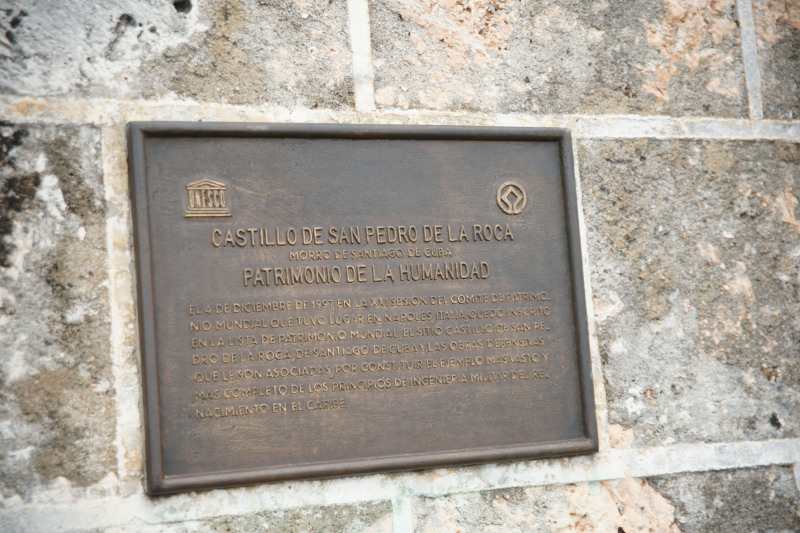 UNESCO
CASTILLO DE SAN PEDRO DE LA ROCA
MORRO DE SANTIAGO DE CUBA
PATRIMONIO DE LA HUMANIDAD
EL 4 DE DICIEMBRE DE 1997, EN LA XXI SESION DEL COMITE DE PATRIMO-
NIO MUNDIAL QUE TUVO LUGAR EN NAPOLES, ITALIA, QUEDO INSCRITO
EN LA LISTA DE PATRIMONIO MUNDIAL, EL SITIO CASTILLO DE SAN PE-
DRO DE LA ROCA, DE SANTIAGO DE CUBA Y LAS OBRAS DEFENSIVAS
QUE LE SON ASOCIADAS, POR CONSTITUIR EL EJEMPLO MAS VASTO Y
MAS COMPLETO DE LOS PRINCIPIOS DE INGENIERIA MILITAR DEL RE-
NACIMIENTO EN EL CARIBE.